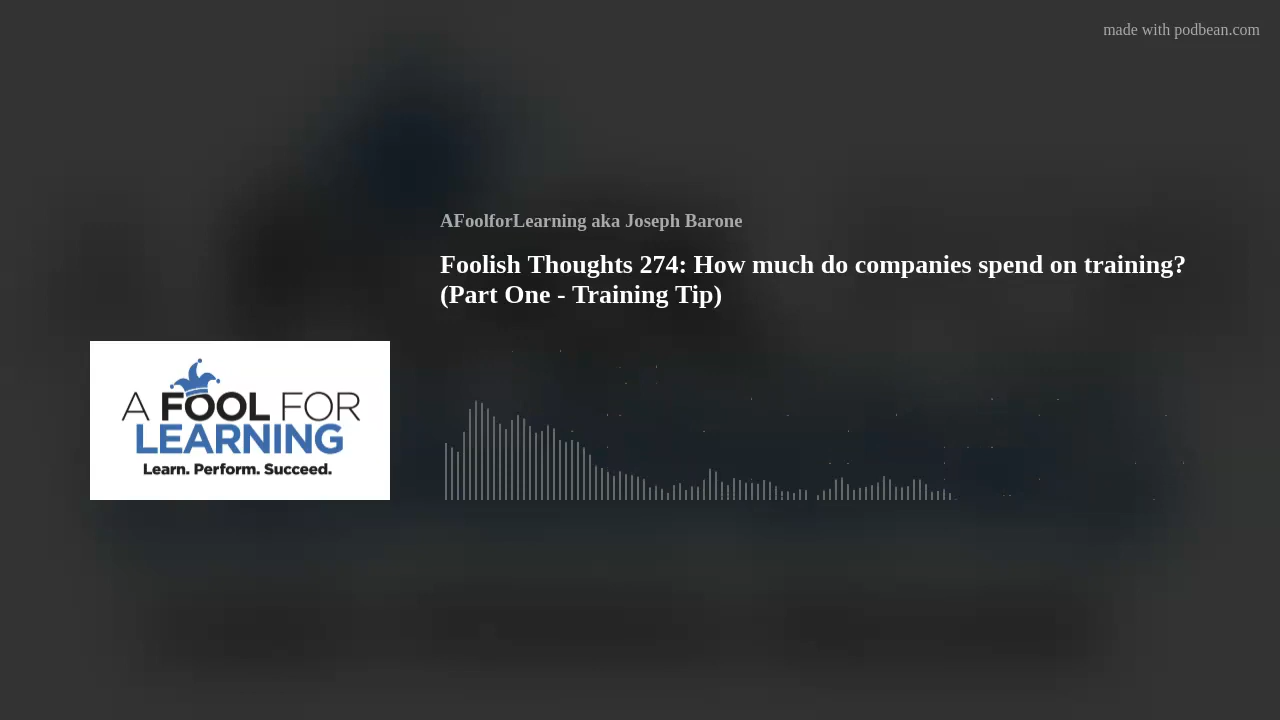 made with podbean.com
AFoolforLearning aka Joseph Barone
Foolish Thoughts 274: How much do companies spend on training?
(Part One - Training Tip)
A FOOL FOR
LEARNING
Learn. Perform. Succeed.